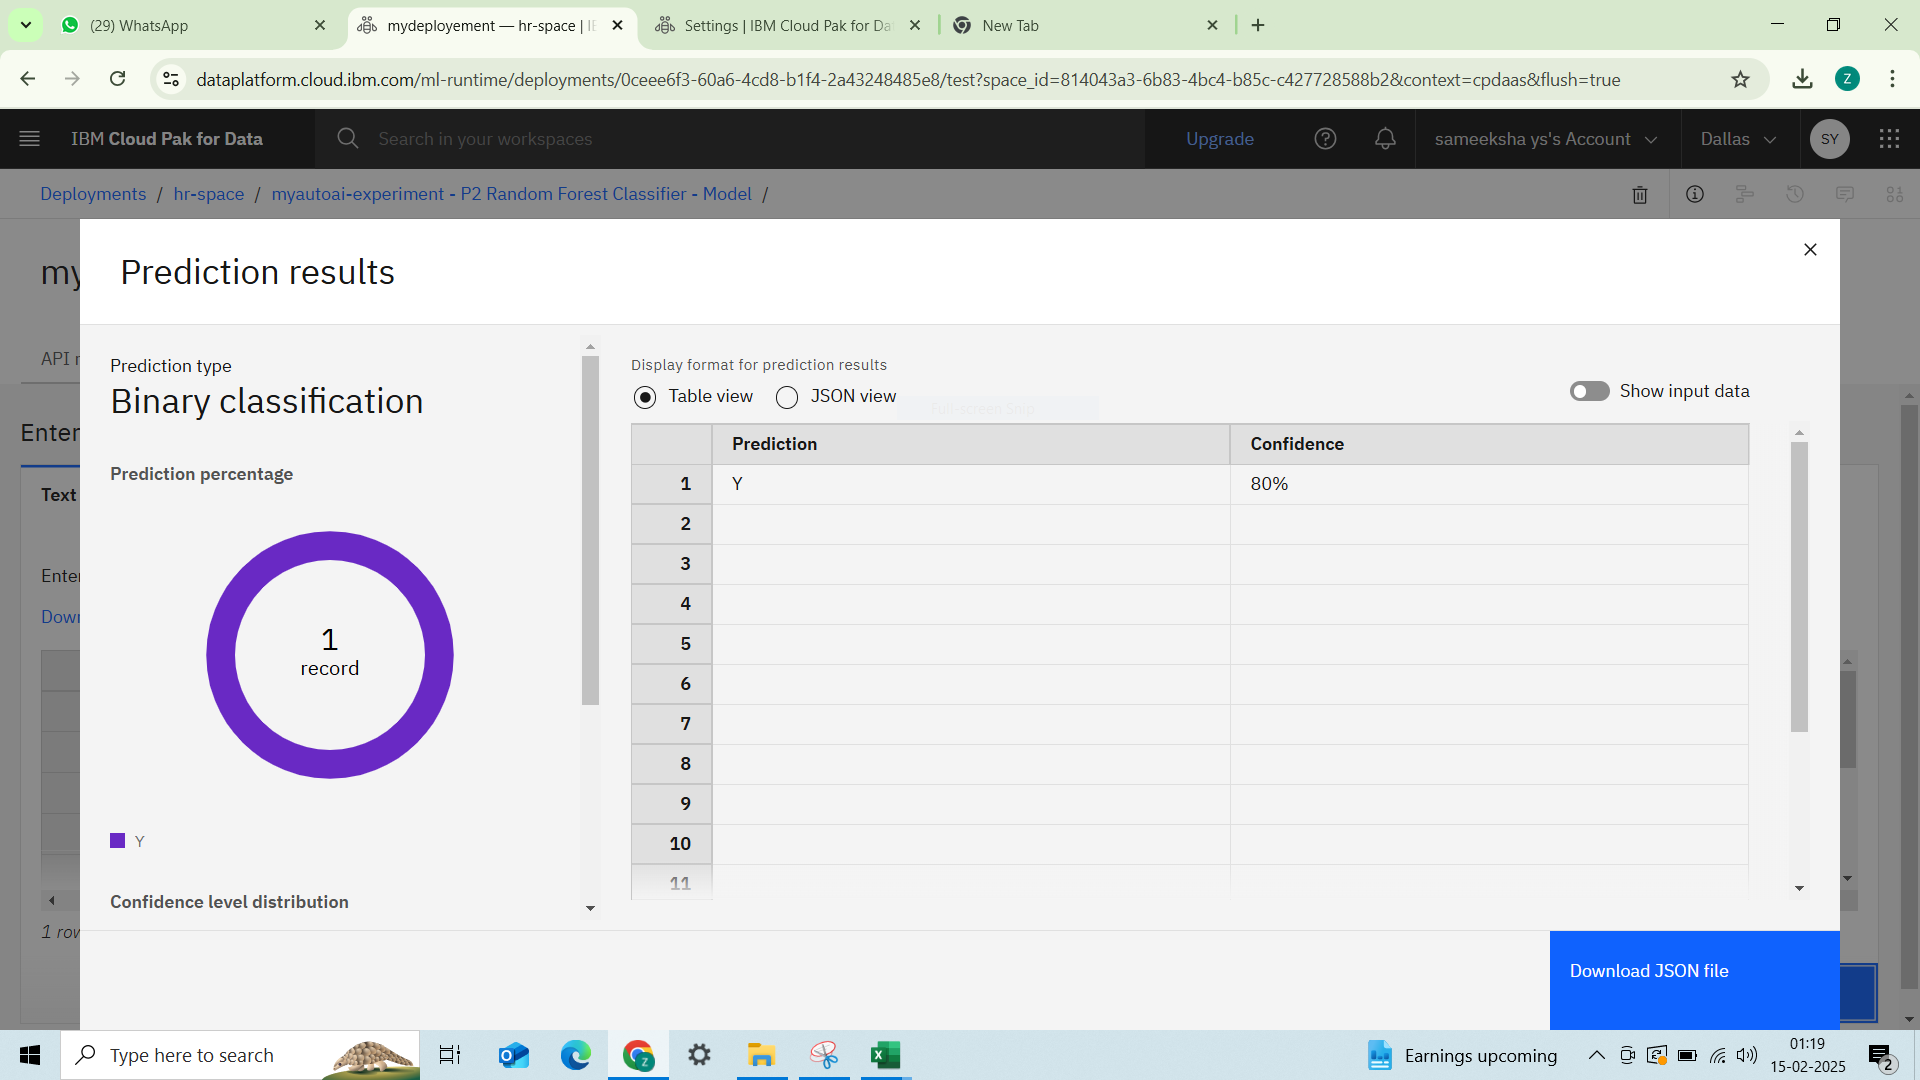 (29) WhatsApp
mydeployement — hr-space | IE
Settings | IBM Cloud Pak for Da
New Tab
dataplatform.cloud.ibm.com/ml-runtime/deployments/0ceee6f3-60a6-4cd8-b1f4-2a43248485e8/test?space_id=814043a3-6b83-4bc4-b85c-c427728588b2&context=cpdaas&flush=true
Z
IBM Cloud Pak for Data
Search in your workspaces
Upgrade
sameeksha ys's Account
Dallas
SY
Deployments / hr-space / myautoai-experiment - P2 Random Forest Classifier - Model /
my
Prediction results
API r
Enter
Text
Enter
Down
1 row
Prediction type
Binary classification
Prediction percentage
1
record
Y
Confidence level distribution
Display format for prediction results
Table view
JSON view
Show input data
Full-screen Snip
Prediction Confidence
1 Y 80%
2
3
4
5
6
7
8
9
10
11
Download JSON file
Type here to search
Earnings upcoming
01:19
15-02-2025
2